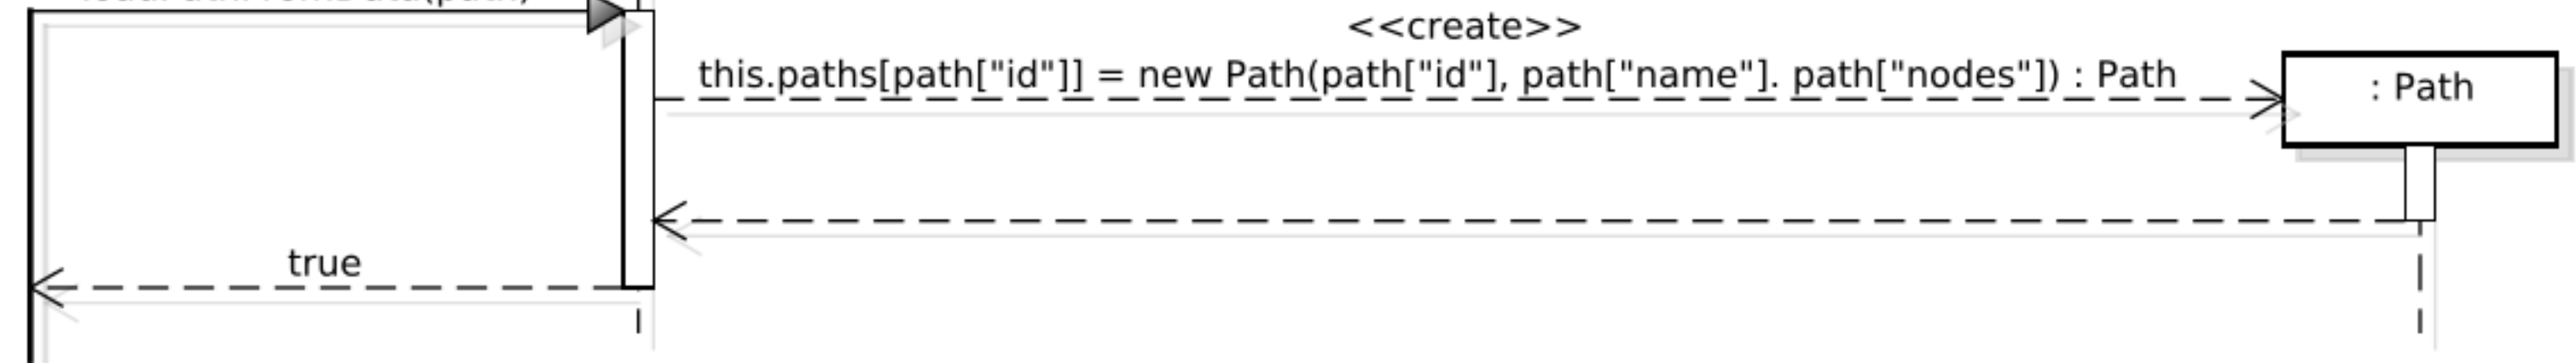 <<create>>
this.paths[path["id"]] = new Path(path["id"], path["name"]. path["nodes"]) : Path
: Path
true